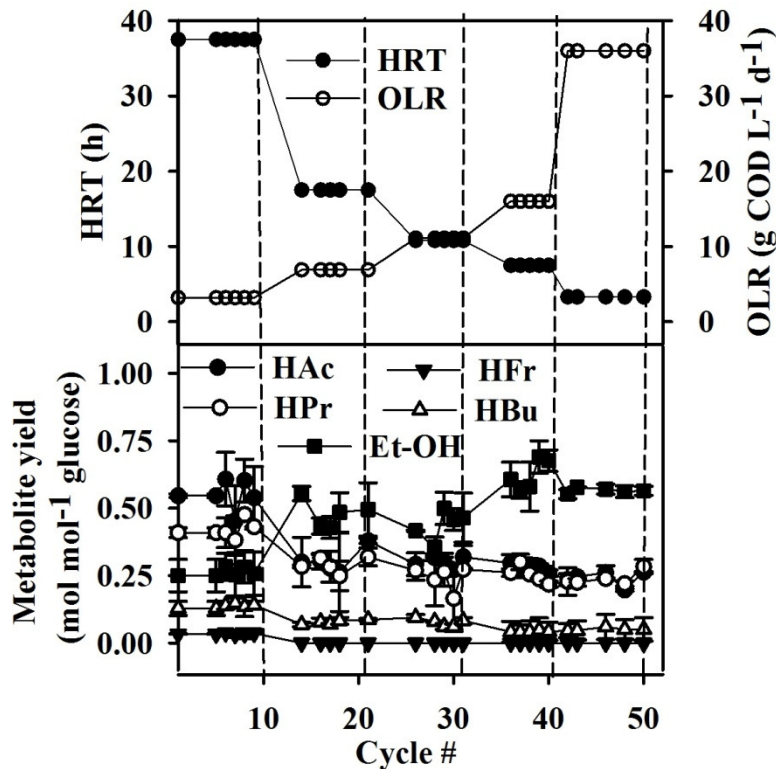 40
30
20
10
0
HRT (h)
HRT
OLR
40
30
20
10
0
OLR (g COD L-1 d-1)
1.00
0.75
0.50
0.25
0.00
Metabolite yield
(mol mol-1 glucose)
HAc
HFr
HPr
HBu
Et-OH
10
20
30
40
50
Cycle #